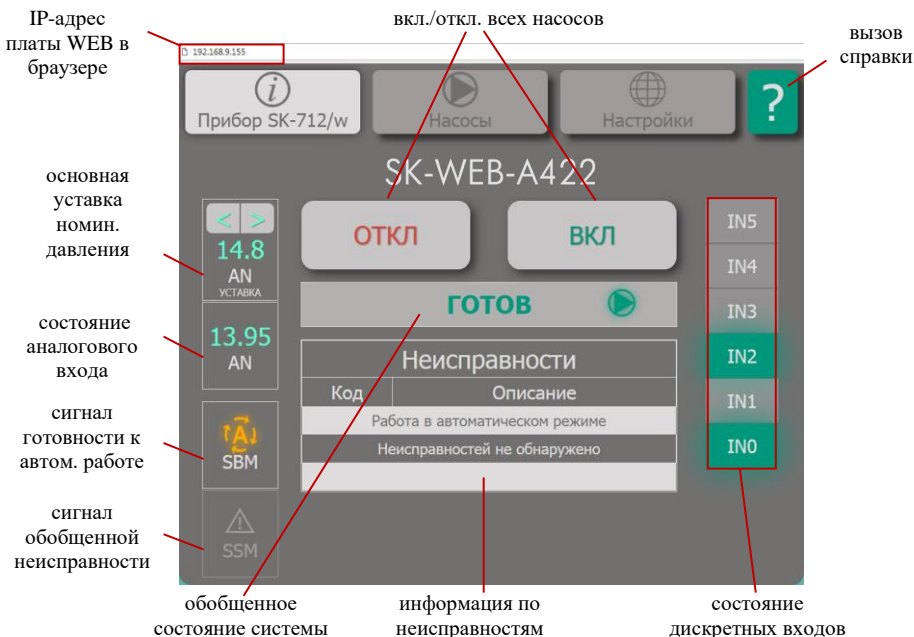 IP-адрес
платы WEB в
браузере
вкл./откл. всех насосов
вызов
справки
192.168.9.155
Прибор SK-712/w
Насосы
Настройки
?
SK-WEB-A422
основная
уставка
номин.
давления
< >
14.8
AN
УСТАВКА
ОТКЛ
ВКЛ
IN5
IN4
IN3
IN2
IN1
IN0
ГОТОВ
состояние
аналогового
входа
13.95
AN
Неисправности
Код Описание
Работа в автоматическом режиме
Неисправностей не обнаружено
сигнал
готовности к
автом. работе
A
SBM
сигнал
обобщенной
неисправности
SSM
обобщенное
состояние системы
информация по
неисправностям
состояние
дискретных входов